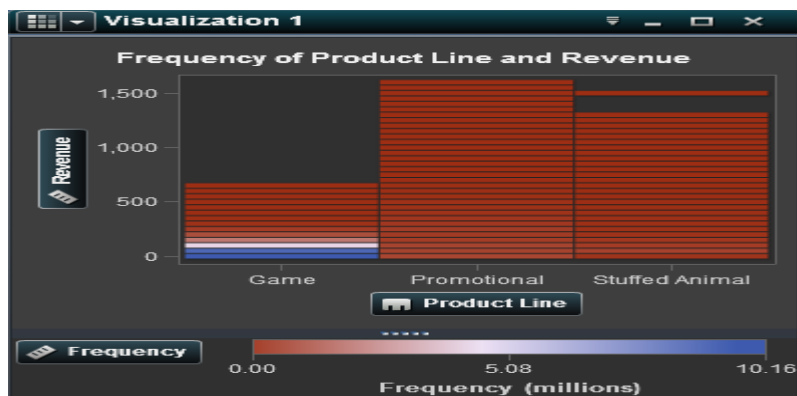 Visualization 1
Frequency of Product Line and Revenue
1,500
1,000
500
0
Revenue
Game Promotional Stuffed Animal
Product Line
Frequency
0.00 5.08 10.16
Frequency (millions)